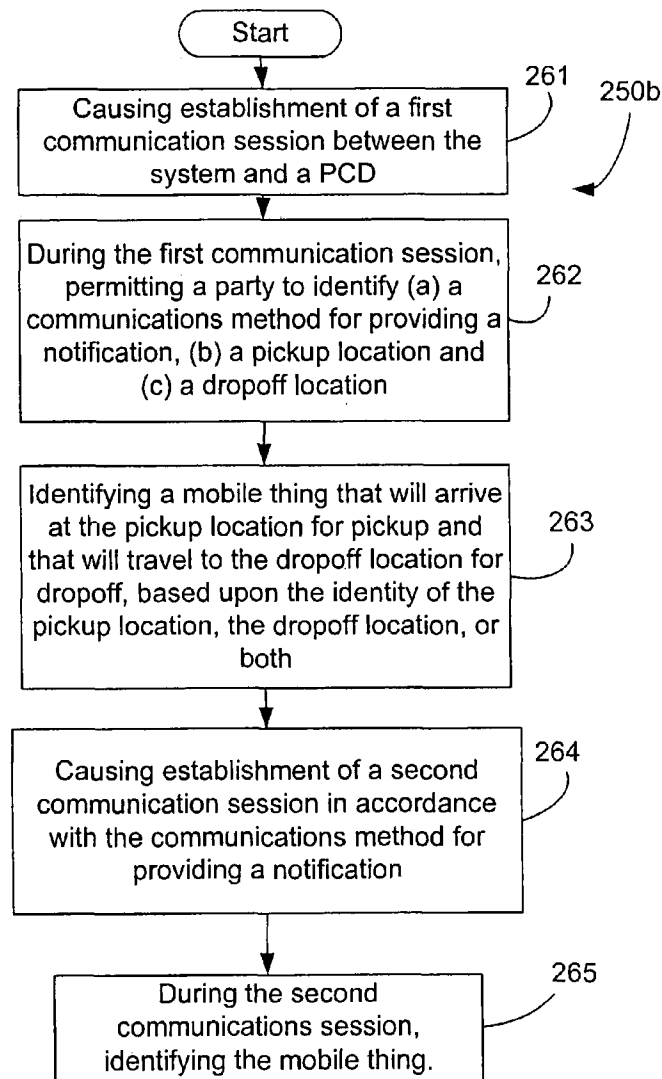 Start
261
250b
Causing establishment of a first
communication session between the
system and a PCD
262
During the first communication session,
permitting a party to identify (a) a
communications method for providing a
notification, (b) a pickup location and
(c) a dropoff location
263
Identifying a mobile thing that will arrive
at the pickup location for pickup and
that will travel to the dropoff location for
dropoff, based upon the identity of the
pickup location, the dropoff location, or
both
264
Causing establishment of a second
communication session in accordance
with the communications method for
providing a notification
265
During the second
communications session,
identifying the mobile thing.